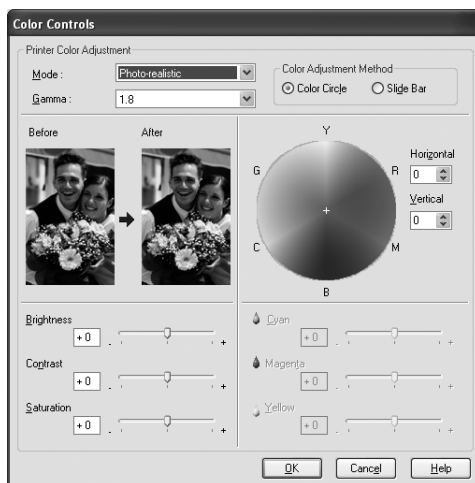 Color Controls
Printer Color Adjustment
Mode :
Photo-realistic
Gamma :
1.8
Color Adjustment Method
Color Circle
Slide Bar
Before
After
Y
G
R
C
M
B
Horizontal
0
Vertical
0
Brightness
+ 0
- +
Contrast
+ 0
- +
Saturation
+ 0
- +
Cyan
+ 0
- +
Magenta
+ 0
- +
Yellow
+ 0
- +
OK
Cancel
Help